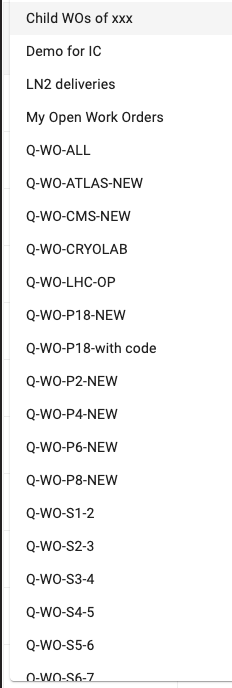 Child WOs of xxx
Demo for IC
LN2 deliveries
My Open Work Orders
Q-WO-ALL
Q-WO-ATLAS-NEW
Q-WO-CMS-NEW
Q-WO-CRYOLAB
Q-WO-LHC-OP
Q-WO-P18-NEW
Q-WO-P18-with code
Q-WO-P2-NEW
Q-WO-P4-NEW
Q-WO-P6-NEW
Q-WO-P8-NEW
Q-WO-S1-2
Q-WO-S2-3
Q-WO-S3-4
Q-WO-S4-5
Q-WO-S5-6
Q-WO-S6-7